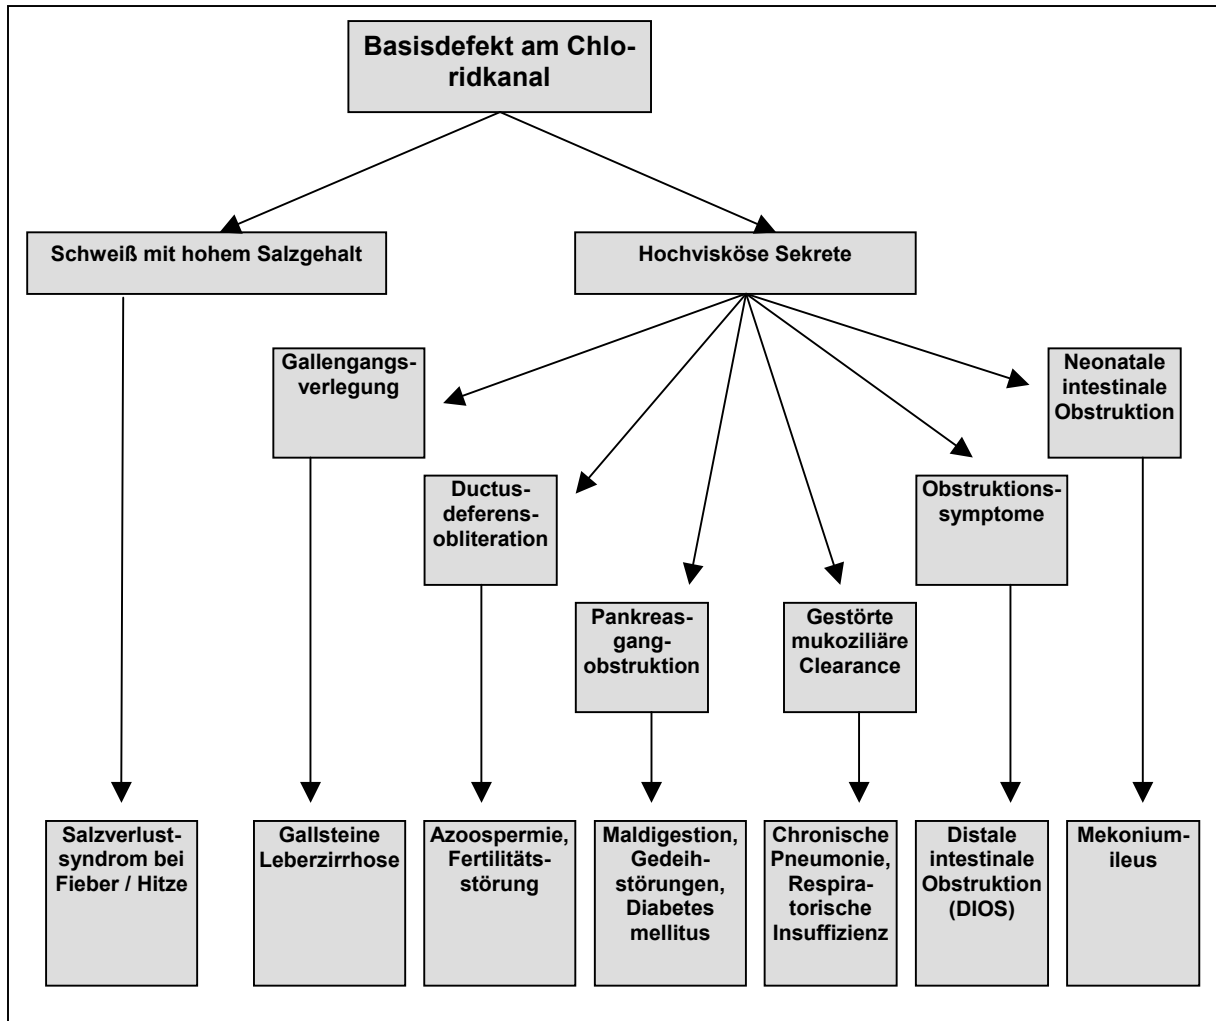 Basisdefekt am Chlo-
ridkanal
Schweiß mit hohem Salzgehalt
Hochvisköse Sekrete
Gallengangs-
verlegung
Neonatale
intestinale
Obstruktion
Ductus-
deferens-
obliteration
Obstruktions-
symptome
Pankreas-
gang-
obstruktion
Gestörte
mukoziliäre
Clearance
Salzverlust-
syndrom bei
Fieber / Hitze
Gallsteine
Leberzirrhose
Azoospermie,
Fertilitäts-
störung
Maldigestion,
Gedeih-
störungen,
Diabetes
mellitus
Chronische
Pneumonie,
Respira-
torische
Insuffizienz
Distale
intestinale
Obstruktion
(DIOS)
Mekonium-
ileus